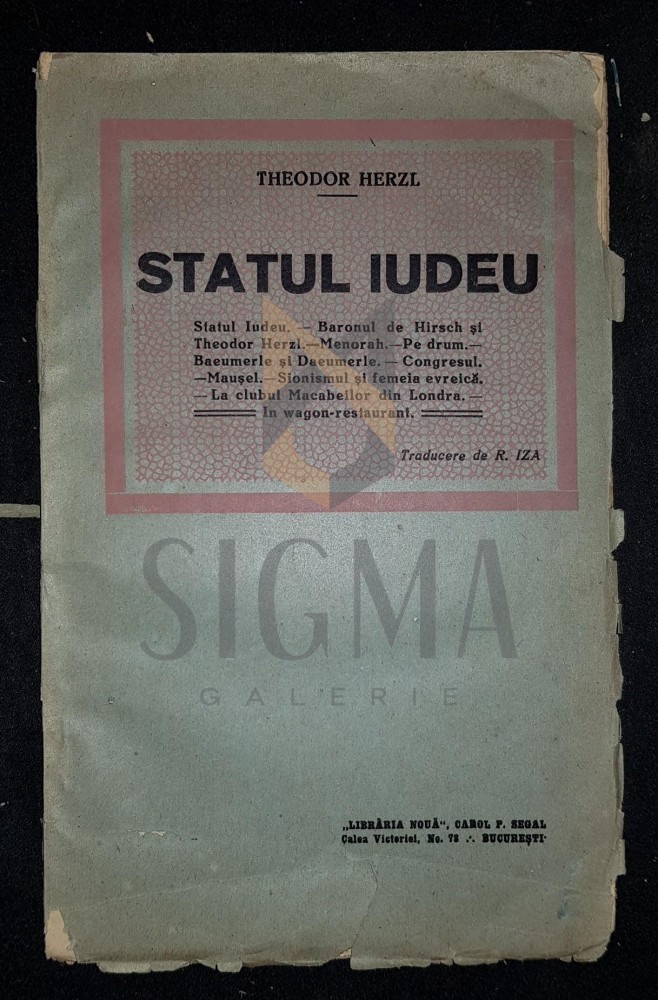 THEODOR HERZL
STATUL IUDEU
Statul Iudeu. — Baronul de Hirsch și
Theodor Herzl.—Menorah.—Pe drum.—
Baeumerle și Daeumerle. — Congresul.
—Maușel.—Sionismul și femeia evreică.
— La clubul Macabeilor din Londra. —
In wagon-restaurant.
Traducere de R. IZA
SIGMA
GALERIE
„LIBRĂRIA NOUĂ“, CAROL P. SEGAL
Calea Victoriei, No. 78 ∴ BUCUREȘTI